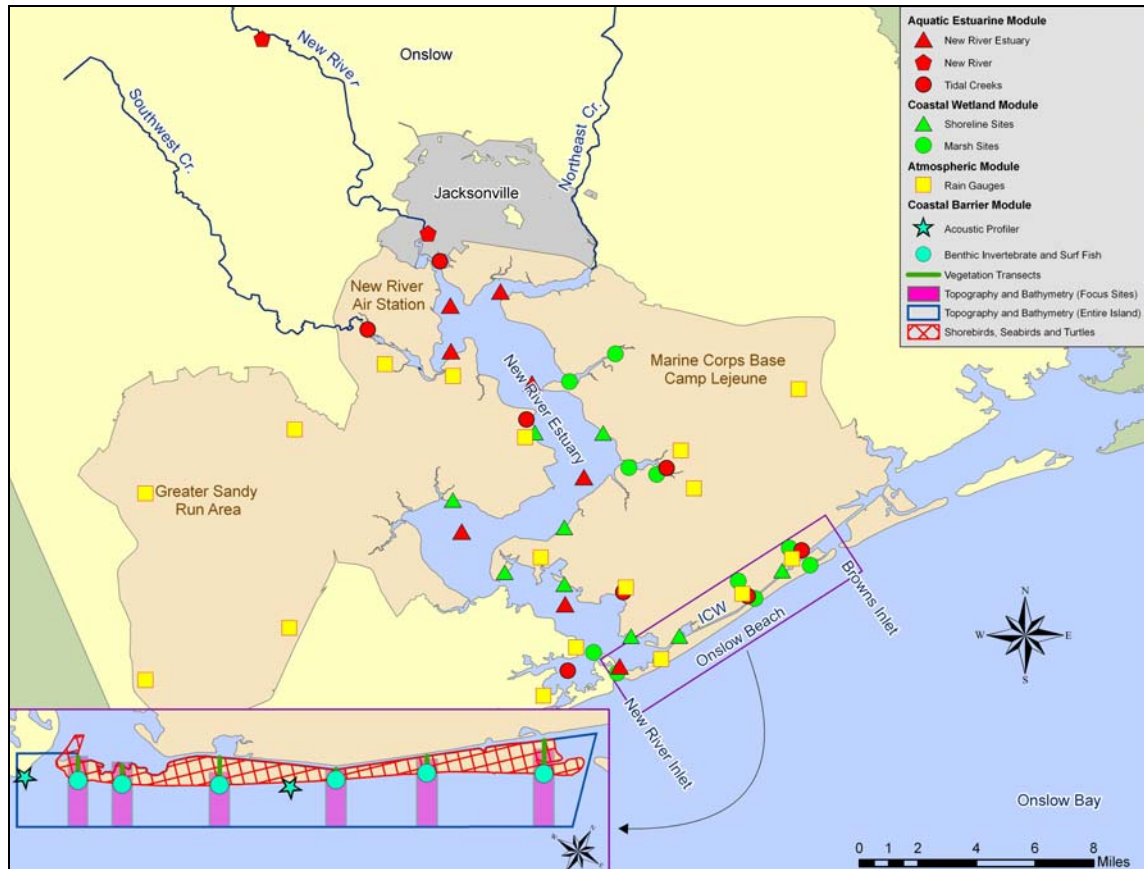 New River
Onslow
Southwest Cr.
Northeast Cr.
Jacksonville
New River
Air Station
Marine Corps Base
Camp Lejeune
New River Estuary
Greater Sandy
Run Area
ICW
Onslow Beach
Browns Inlet
New River Inlet
Onslow Bay
Aquatic Estuarine Module
New River Estuary
New River
Tidal Creeks
Coastal Wetland Module
Shoreline Sites
Marsh Sites
Atmospheric Module
Rain Gauges
Coastal Barrier Module
Acoustic Profiler
Benthic Invertebrate and Surf Fish
Vegetation Transects
Topography and Bathymetry (Focus Sites)
Topography and Bathymetry (Entire Island)
Shorebirds, Seabirds and Turtles
N
W E
S
0 1 2 4 6 8
Miles